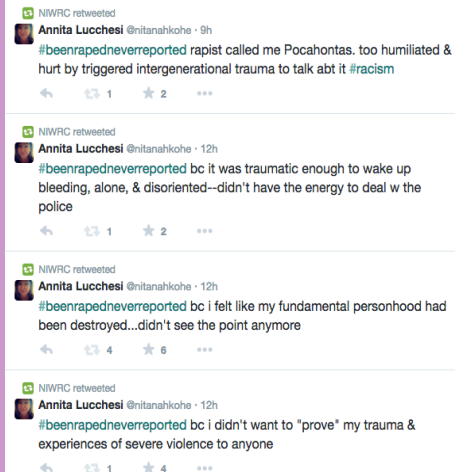 NIWRC retweeted
Annita Lucchesi @nitanahkohe · 9h
#beenrapedneverreported rapist called me Pocahontas. too humiliated &
hurt by triggered intergenerational trauma to talk abt it #racism
1 2
NIWRC retweeted
Annita Lucchesi @nitanahkohe · 12h
#beenrapedneverreported bc it was traumatic enough to wake up
bleeding, alone, & disoriented--didn't have the energy to deal w the
police
1 2
NIWRC retweeted
Annita Lucchesi @nitanahkohe · 12h
#beenrapedneverreported bc i felt like my fundamental personhood had
been destroyed...didn't see the point anymore
4 6
NIWRC retweeted
Annita Lucchesi @nitanahkohe · 12h
#beenrapedneverreported bc i didn't want to "prove" my trauma &
experiences of severe violence to anyone
1 4